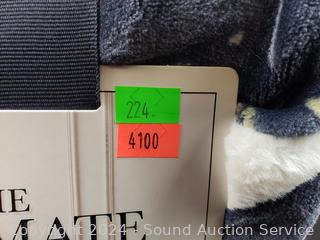 224.
4100
HE
MATE
Copyright 2024 - Sound Auction Service